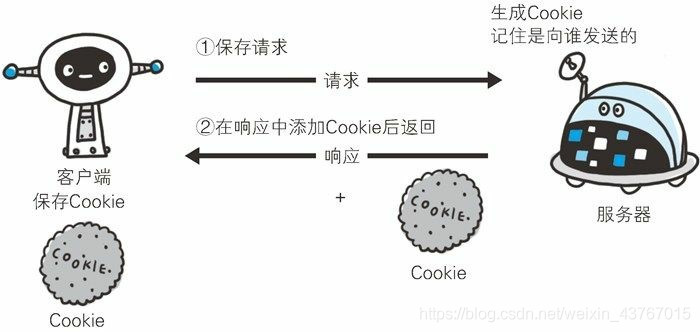 生成Cookie
记住是向谁发送的
①保存请求
请求
②在响应中添加Cookie后返回
响应
客户端
保存Cookie
+
COOKIE.
Cookie
服务器
COOKIE.
Cookie
https://blog.csdn.net/weixin_43767015